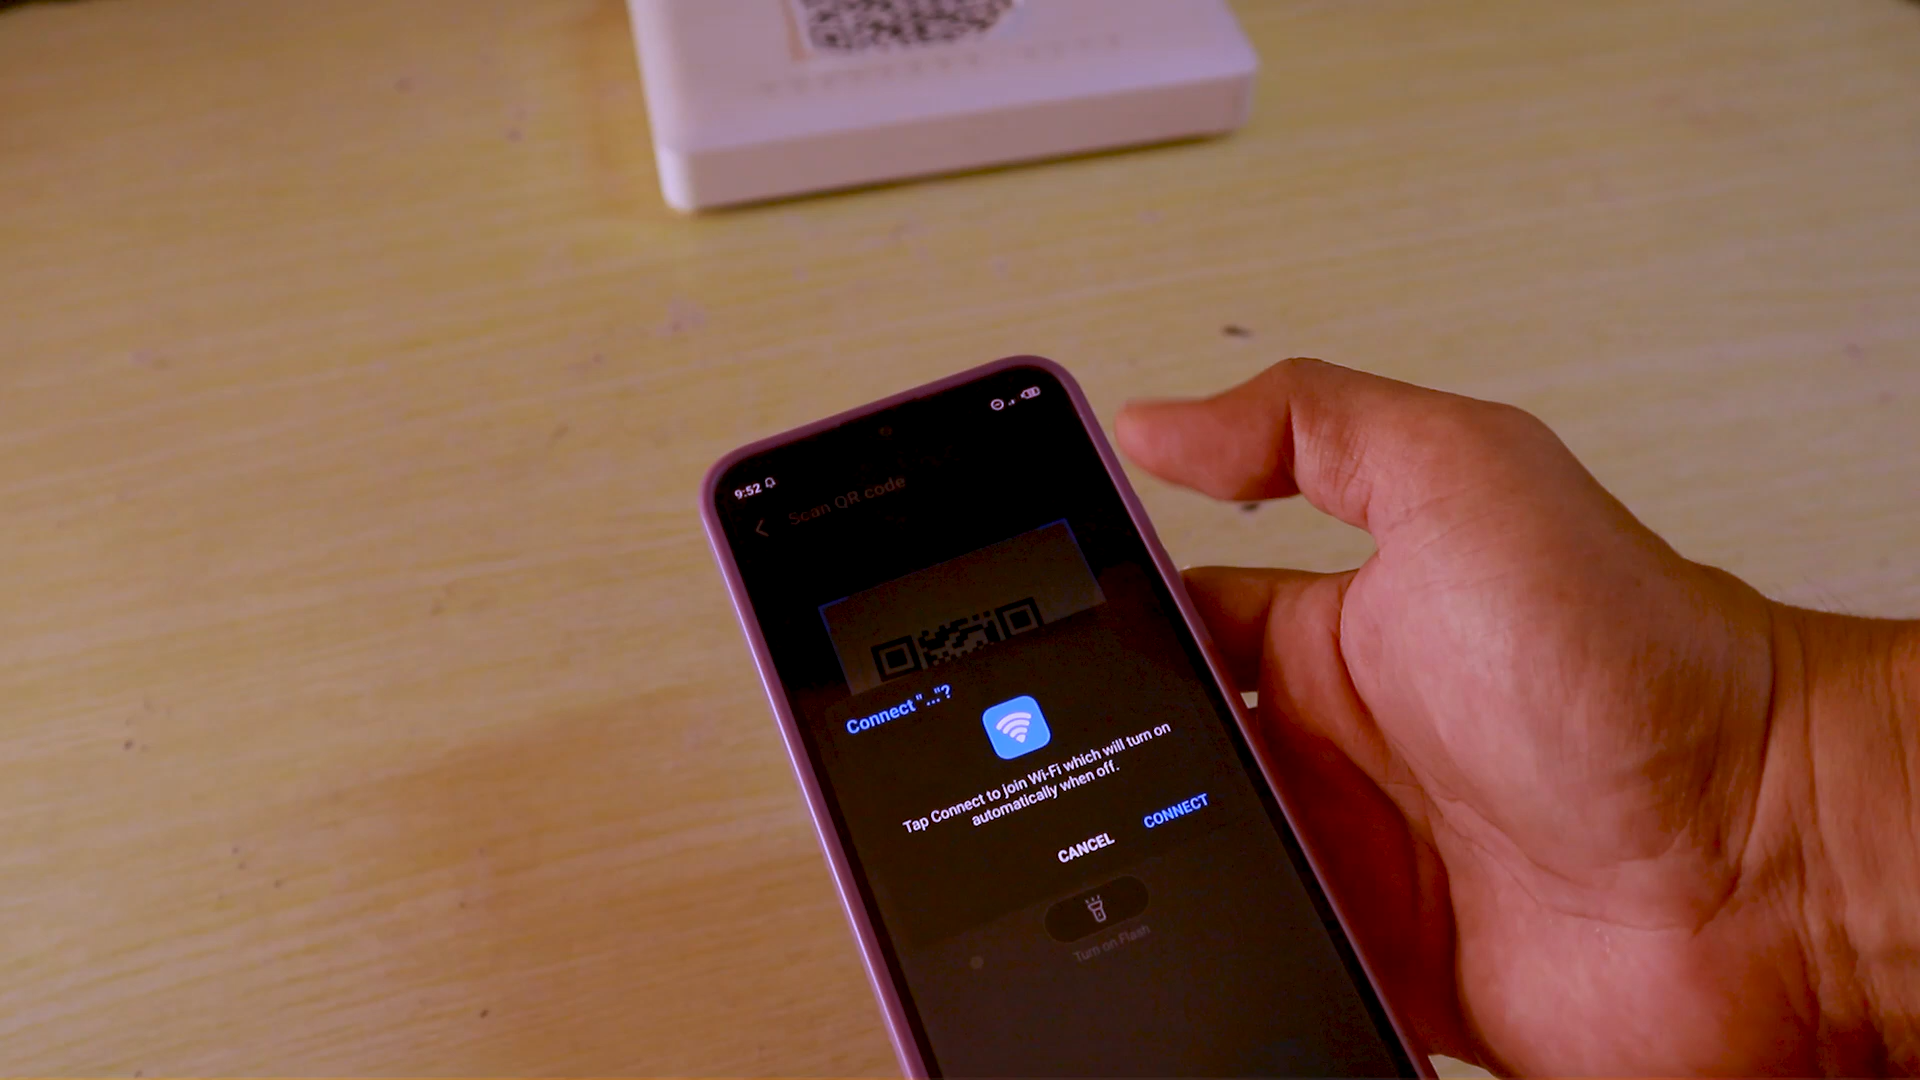 9:52
Scan QR code
Connect "..."?
Tap Connect to join Wi-Fi which will turn on
automatically when off.
CANCEL
CONNECT
Turn on Flash